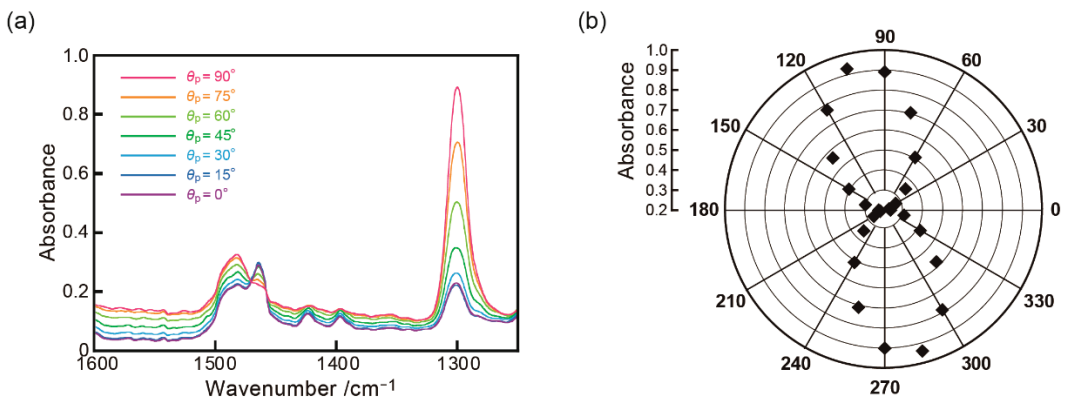 (a)
1.0
0.8
0.6
0.4
0.2
0
Absorbance
θp = 90°
θp = 75°
θp = 60°
θp = 45°
θp = 30°
θp = 15°
θp = 0°
1600
1500
1400
1300
Wavenumber /cm−1
(b)
Absorbance
1.0
0.9
0.8
0.7
0.6
0.5
0.4
0.3
0.2
90
120
60
150
30
180
0
210
330
240
300
270